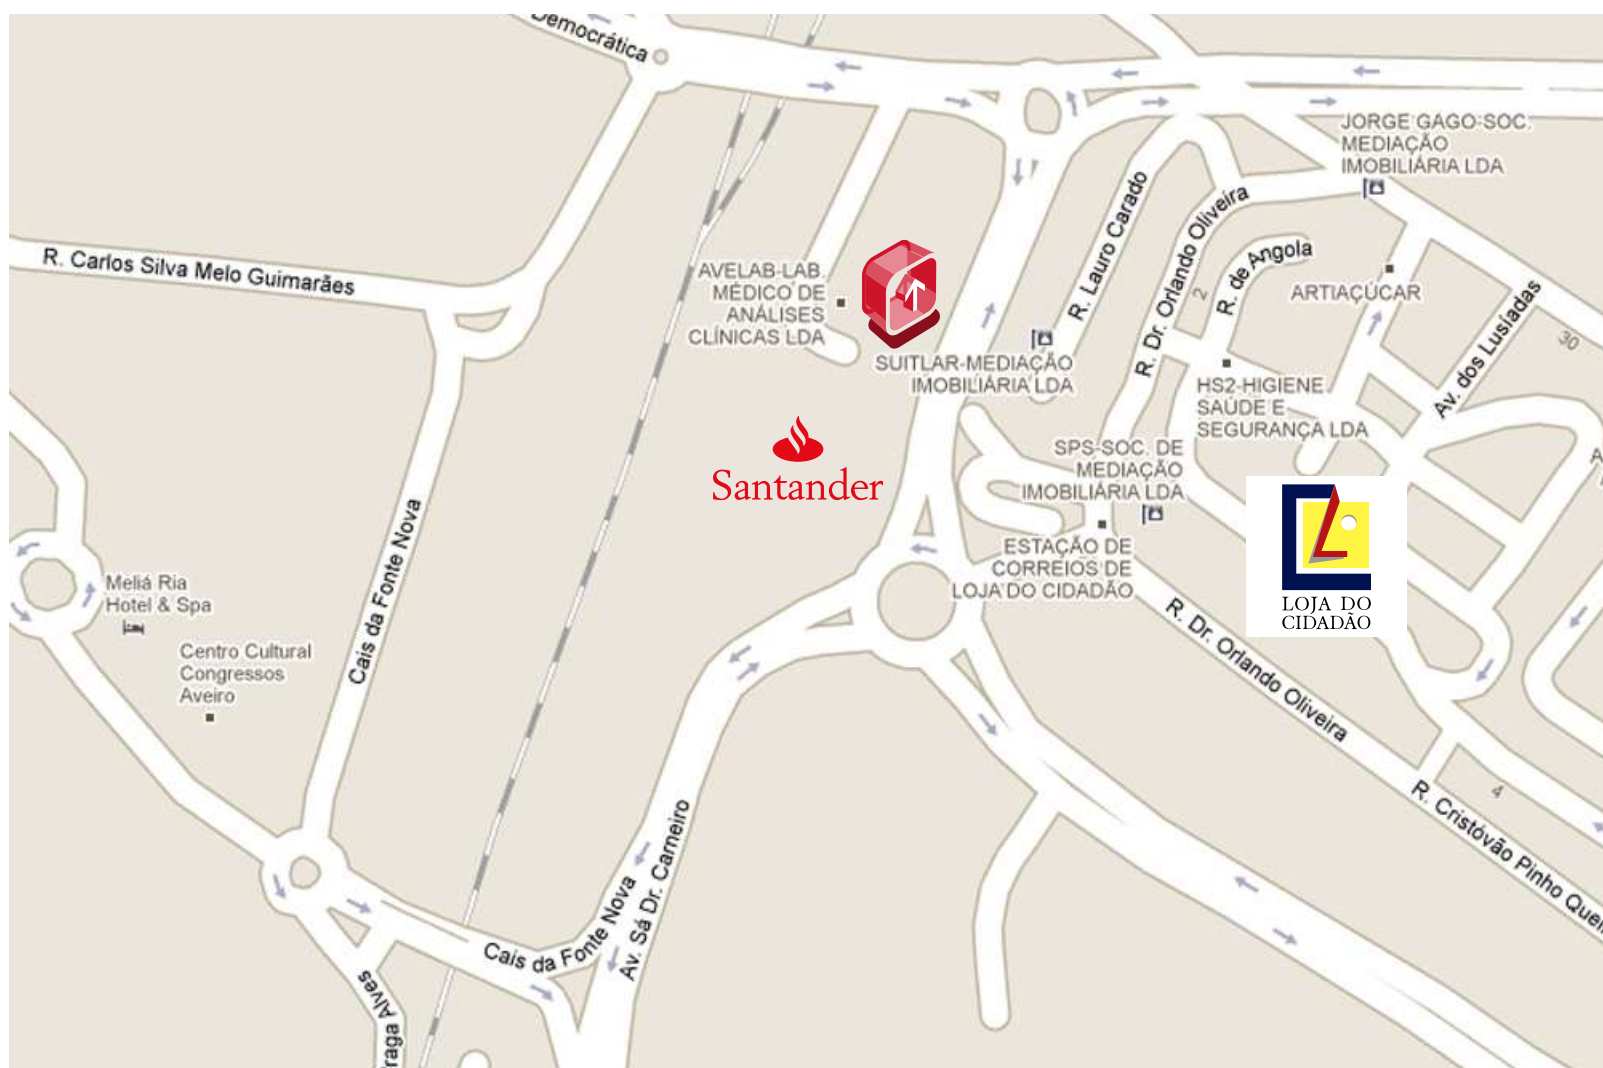 Democrática
JORGE GAGO-SOC.
MEDIAÇÃO
IMOBILIÁRIA LDA
R. Carlos Silva Melo Guimarães
AVELAB-LAB.
MÉDICO DE
ANÁLISES
CLÍNICAS LDA
R. Lauro Carado
R. Dr. Orlando Oliveira
2
R. de Angola
ARTIAÇÚCAR
Av. dos Lusiadas
30
SUITLAR-MEDIAÇÃO
IMOBILIÁRIA LDA
HS2-HIGIENE
SAÚDE E
SEGURANÇA LDA
Santander
SPS-SOC. DE
MEDIAÇÃO
IMOBILIÁRIA LDA
A
ESTAÇÃO DE
CORREIOS DE
LOJA DO CIDADÃO
LOJA DO
CIDADÃO
Meliá Ria
Hotel & Spa
Centro Cultural
Congressos
Aveiro
Cais da Fonte Nova
R. Dr. Orlando Oliveira
4
R. Cristóvão Pinho Quei
Av. Sá Dr. Carneiro
Cais da Fonte Nova
raga Alves